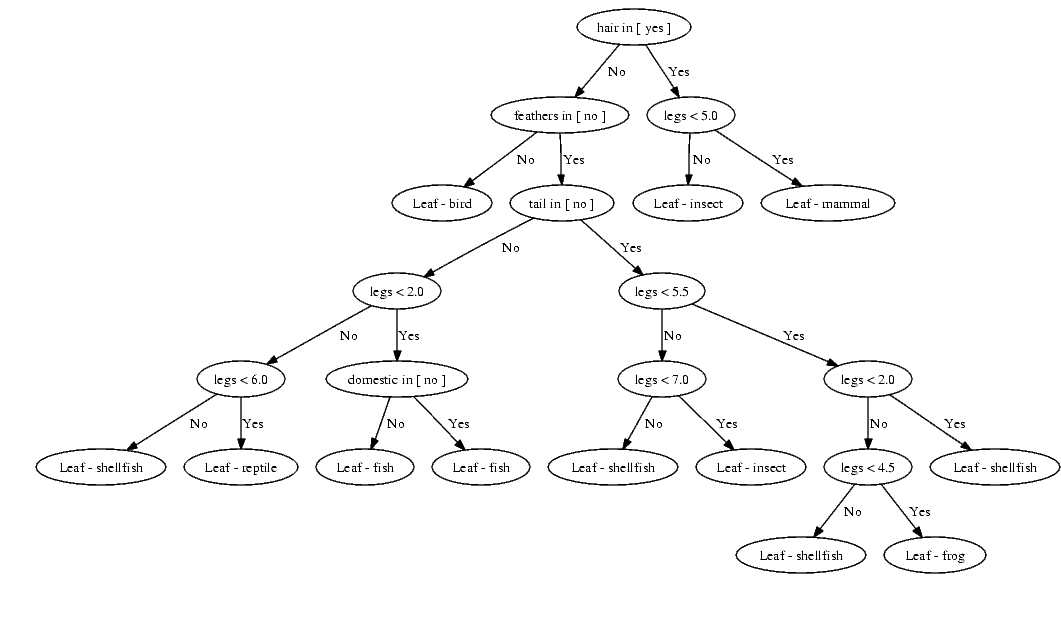 hair in [ yes ]
No
Yes
feathers in [ no ]
legs < 5.0
No
Yes
No
Yes
Leaf - bird
tail in [ no ]
Leaf - insect
Leaf - mammal
No
Yes
legs < 2.0
legs < 5.5
No
Yes
No
Yes
legs < 6.0
domestic in [ no ]
legs < 7.0
legs < 2.0
No
Yes
No
Yes
No
Yes
No
Yes
Leaf - shellfish
Leaf - reptile
Leaf - fish
Leaf - fish
Leaf - shellfish
Leaf - insect
legs < 4.5
Leaf - shellfish
No
Yes
Leaf - shellfish
Leaf - frog